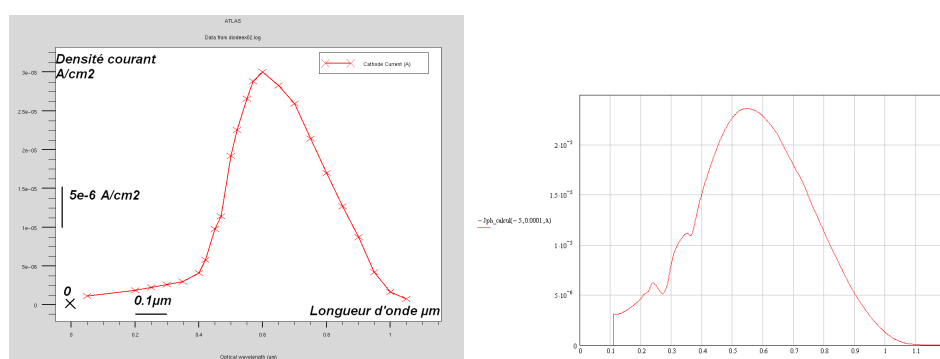 ATLAS
Data from diodeex02.log
Densité courant
A/cm2
Cathode Current (A)
3e-05
2.5e-05
2e-05
1.5e-05
1e-05
5e-06
0
5e-6 A/cm2
0
0.1µm
Longueur d'onde µm
0
0.2
0.4
0.6
0.8
1
Optical wavelength (um)
2·10⁻⁵
1.5·10⁻⁵
1·10⁻⁵
5·10⁻⁶
-Jph_calcul(-5,0.0001,λ)
0
0.1
0.2
0.3
0.4
0.5
0.6
0.7
0.8
0.9
1
1.1